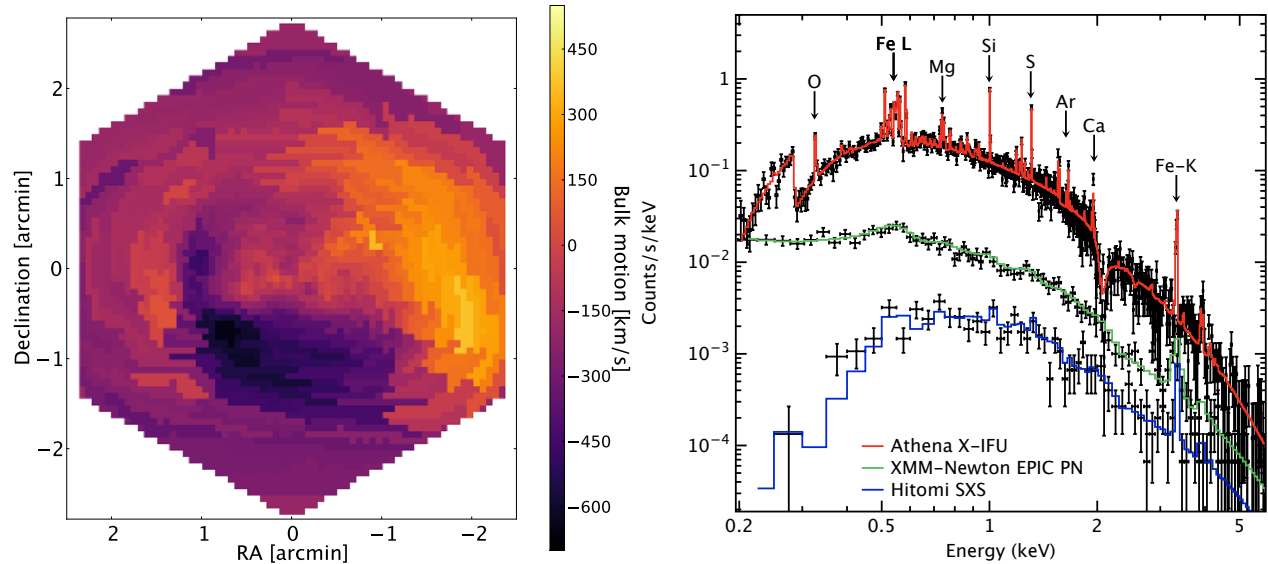 2
1
0
−1
−2
Declination [arcmin]
2
1
0
-1
-2
RA [arcmin]
450
300
150
0
−150
−300
−450
−600
Bulk motion [km/s]
Counts/s/keV
1
10−1
10−2
10−3
10−4
O
Fe L
Mg
Si
S
Ar
Ca
Fe−K
Athena X−IFU
XMM−Newton EPIC PN
Hitomi SXS
0.2
0.5
1
2
5
Energy (keV)